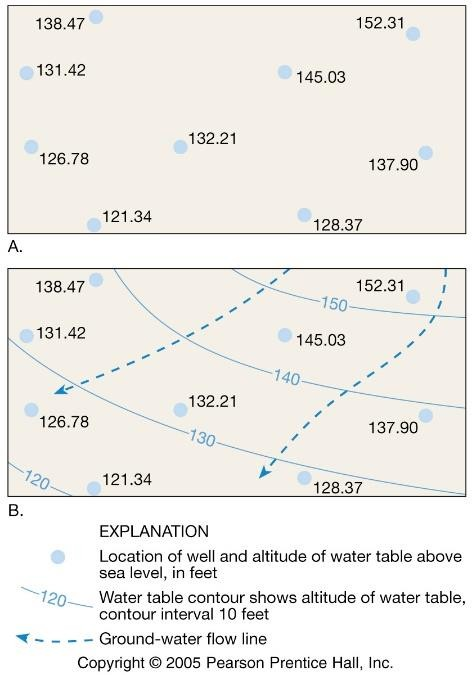 138.47
152.31
131.42
145.03
132.21
126.78
137.90
121.34
128.37
A.
138.47
152.31
150
131.42
145.03
140
132.21
126.78
137.90
130
120
121.34
128.37
B.
EXPLANATION
Location of well and altitude of water table above
sea level, in feet
120
Water table contour shows altitude of water table,
contour interval 10 feet
Ground-water flow line
Copyright © 2005 Pearson Prentice Hall, Inc.